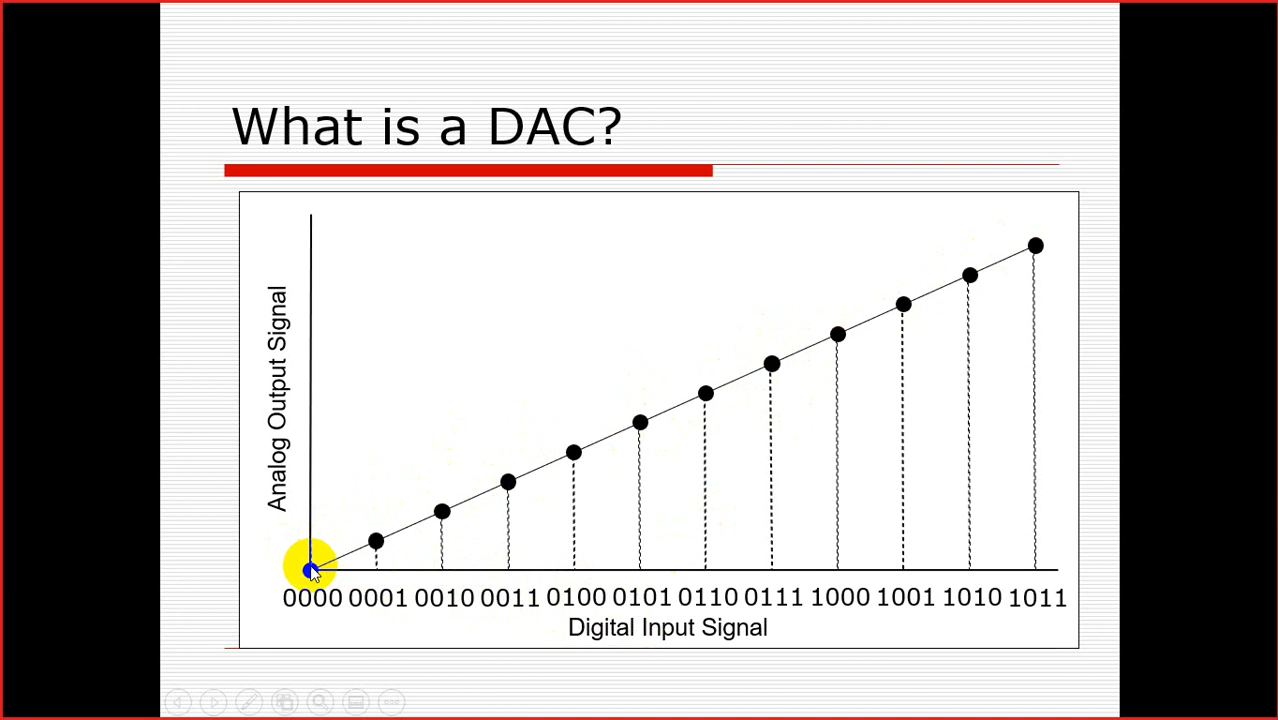 What is a DAC?
Analog Output Signal
0000 0001 0010 0011 0100 0101 0110 0111 1000 1001 1010 1011
Digital Input Signal